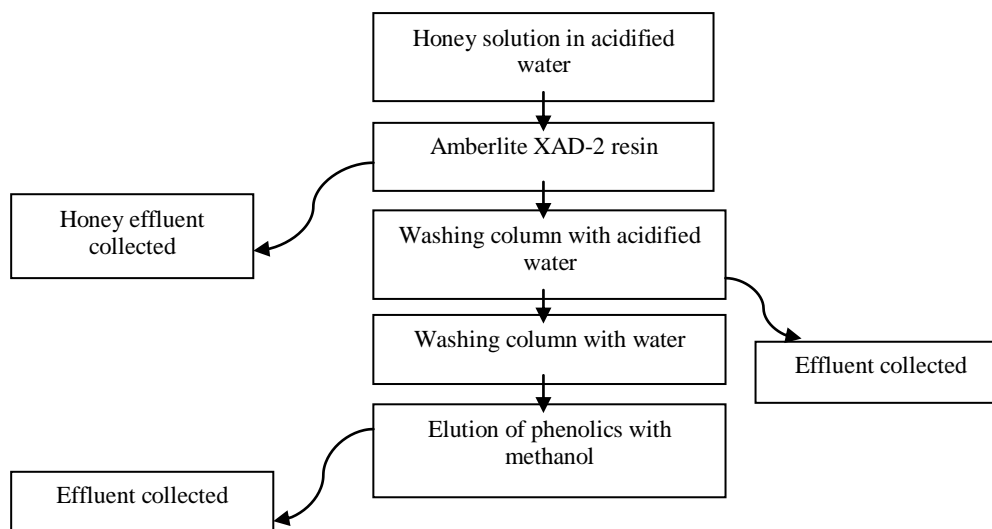 Honey solution in acidified
water
Amberlite XAD-2 resin
Honey effluent
collected
Washing column with acidified
water
Washing column with water
Effluent collected
Elution of phenolics with
methanol
Effluent collected